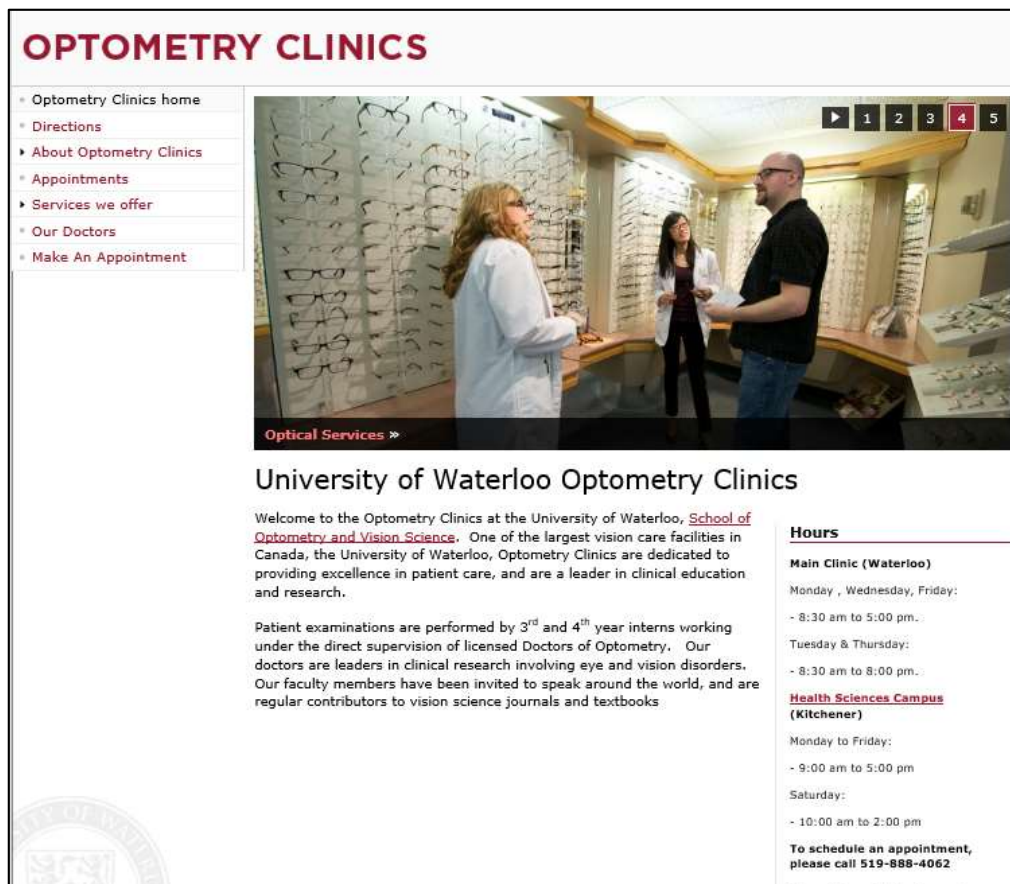 OPTOMETRY CLINICS
Optometry Clinics home
Directions
About Optometry Clinics
Appointments
Services we offer
Our Doctors
Make An Appointment
1 2 3 4 5
Optical Services »
University of Waterloo Optometry Clinics
Welcome to the Optometry Clinics at the University of Waterloo, School of
Optometry and Vision Science. One of the largest vision care facilities in
Canada, the University of Waterloo, Optometry Clinics are dedicated to
providing excellence in patient care, and are a leader in clinical education
and research.
Patient examinations are performed by 3rd and 4th year interns working
under the direct supervision of licensed Doctors of Optometry. Our
doctors are leaders in clinical research involving eye and vision disorders.
Our faculty members have been invited to speak around the world, and are
regular contributors to vision science journals and textbooks
Hours
Main Clinic (Waterloo)
Monday , Wednesday, Friday:
- 8:30 am to 5:00 pm.
Tuesday & Thursday:
- 8:30 am to 8:00 pm.
Health Sciences Campus
(Kitchener)
Monday to Friday:
- 9:00 am to 5:00 pm
Saturday:
- 10:00 am to 2:00 pm
To schedule an appointment,
please call 519-888-4062